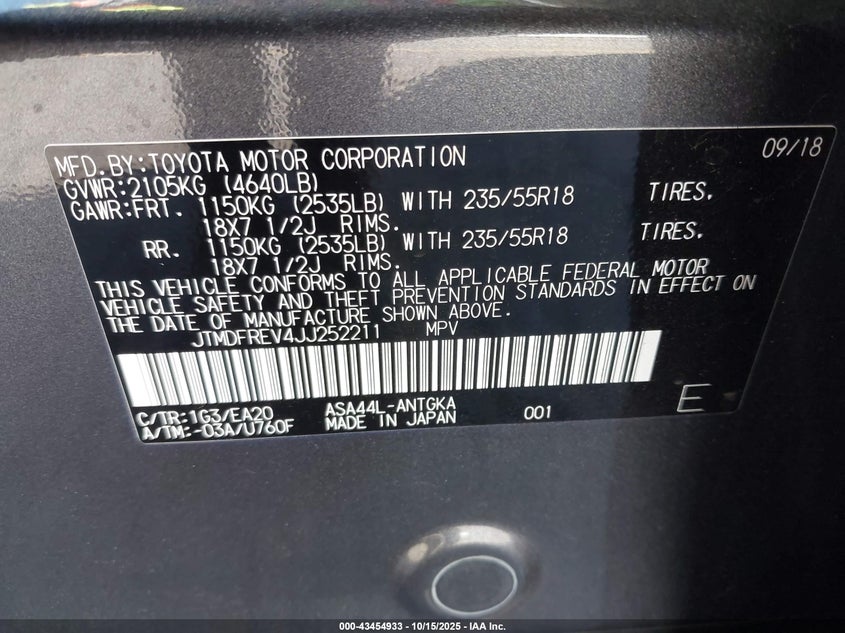 MFD.BY:TOYOTA MOTOR CORPORATION 09/18
GVWR:2105KG (4640LB)
GAWR:FRT. 1150KG (2535LB) WITH 235/55R18 TIRES.
18X7 1/2J RIMS.
RR. 1150KG (2535LB) WITH 235/55R18 TIRES.
18X7 1/2J RIMS.
THIS VEHICLE CONFORMS TO ALL APPLICABLE FEDERAL MOTOR
VEHICLE SAFETY AND THEFT PREVENTION STANDARDS IN EFFECT ON
THE DATE OF MANUFACTURE SHOWN ABOVE.
JTMDFREV4JJ252211 MPV
C/TR:1G3/EA20 ASA44L-ANTGKA 001 E
A/TM:-03A/U760F MADE IN JAPAN
000-43454933 - 10/15/2025 - IAA Inc.